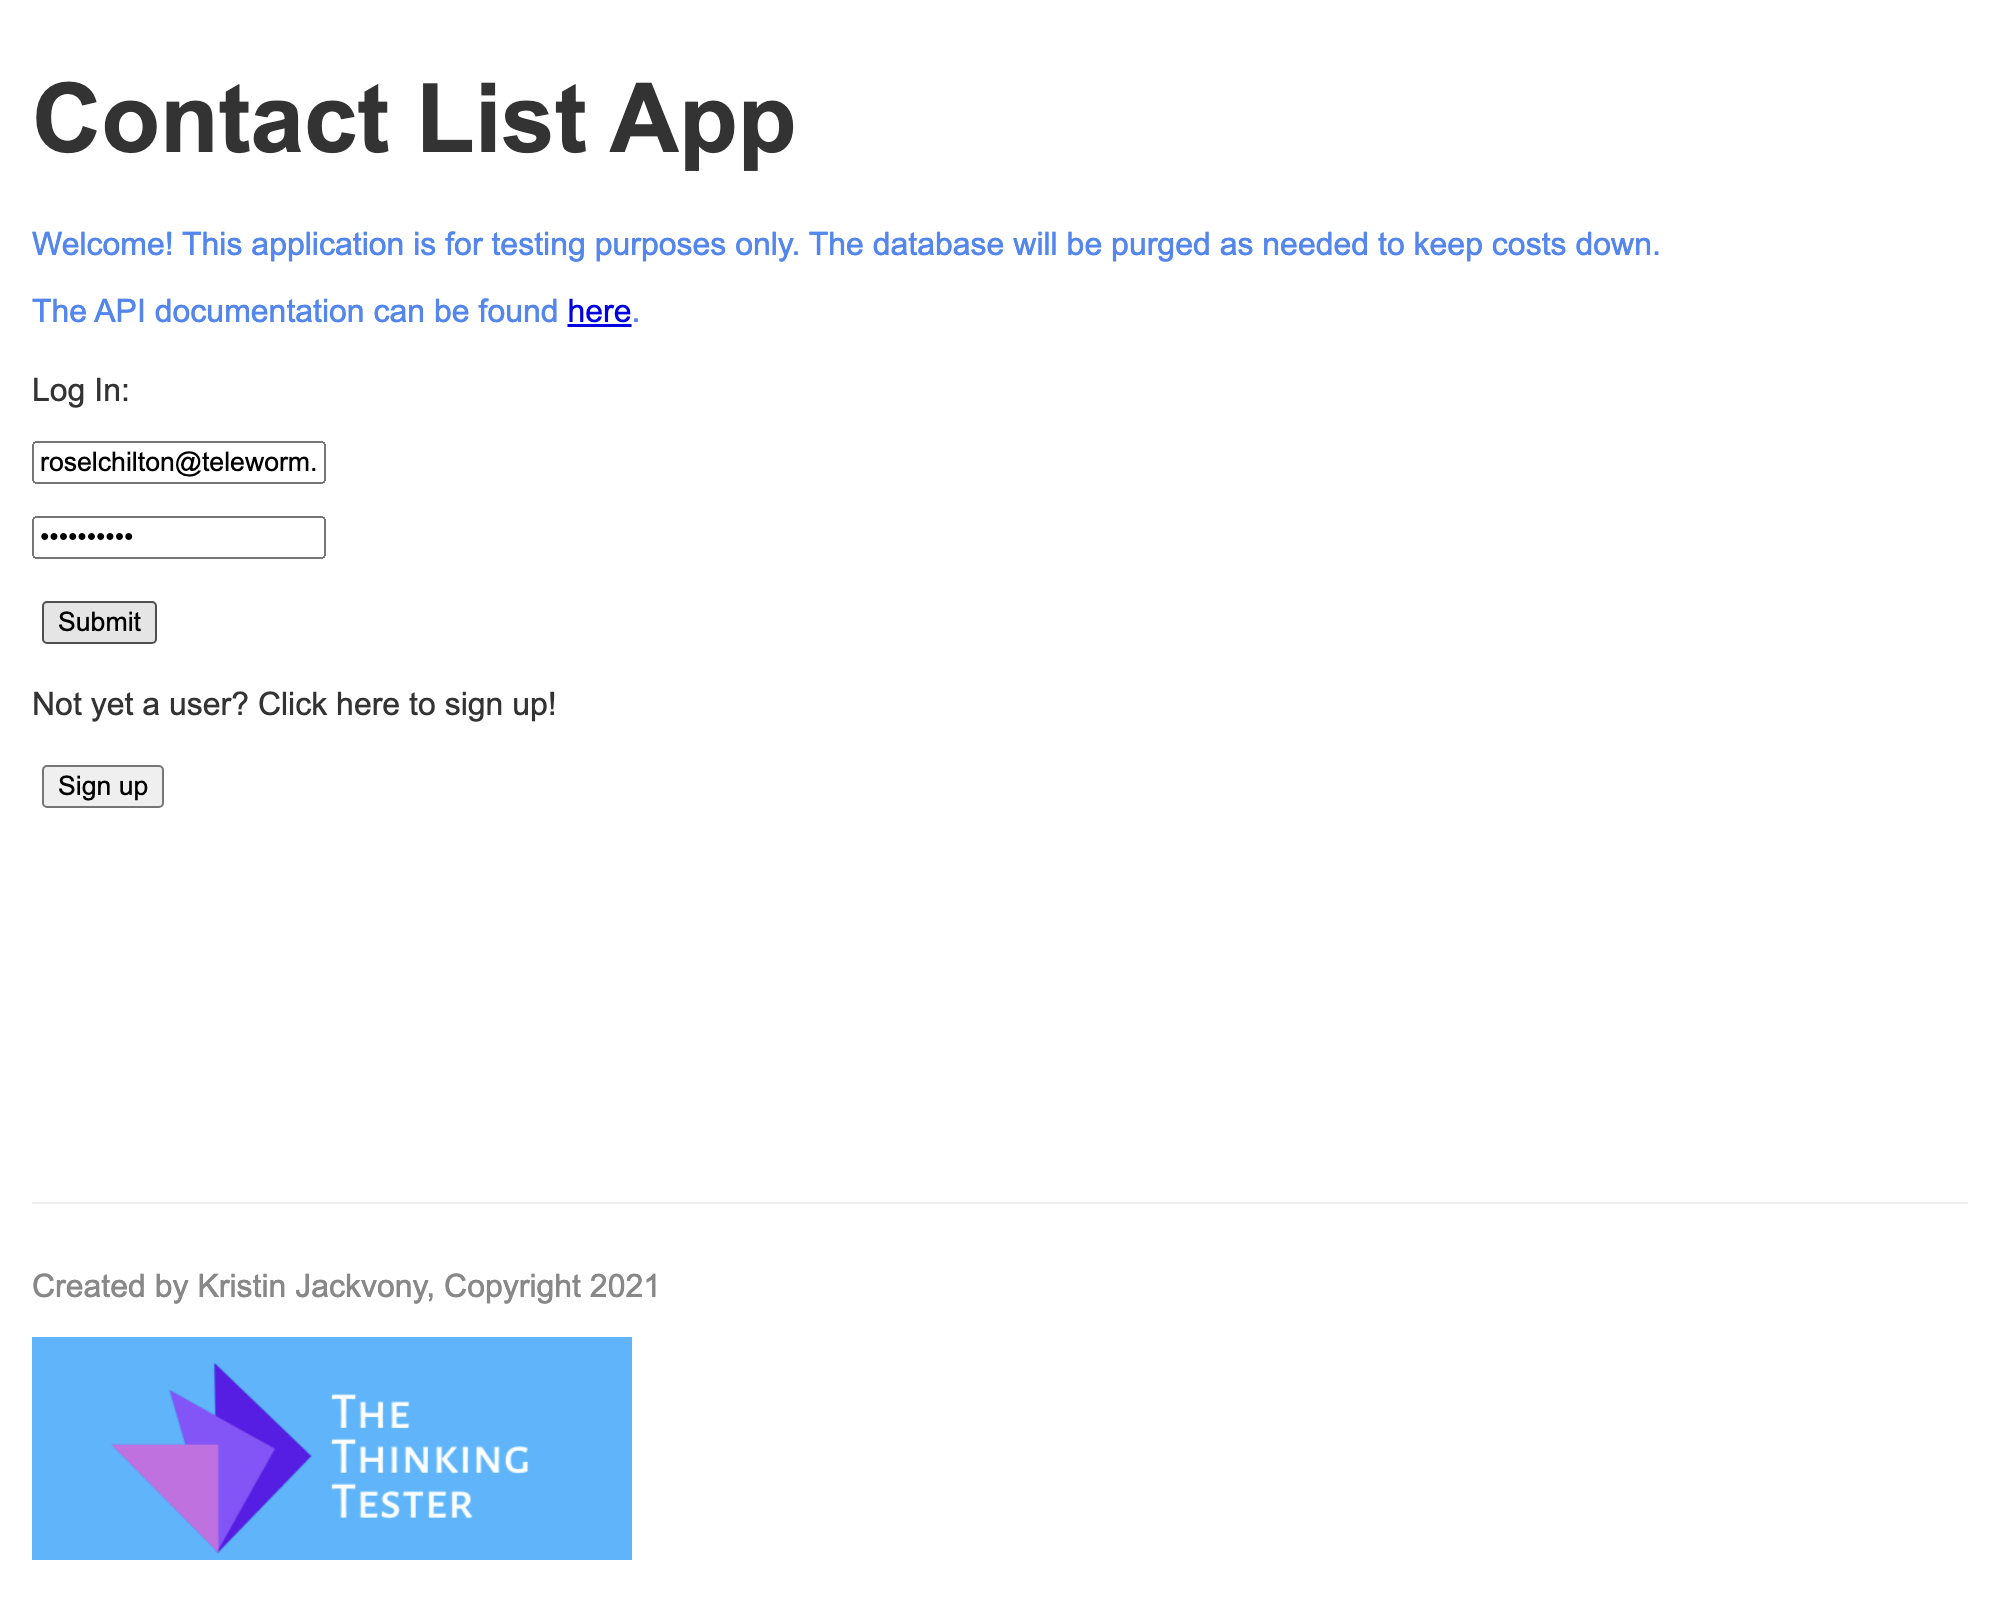 Contact List App
Welcome! This application is for testing purposes only. The database will be purged as needed to keep costs down.
The API documentation can be found here.
Log In:
roselchilton@teleworm.
••••••••••
Submit
Not yet a user? Click here to sign up!
Sign up
Created by Kristin Jackvony, Copyright 2021
THE
THINKING
TESTER